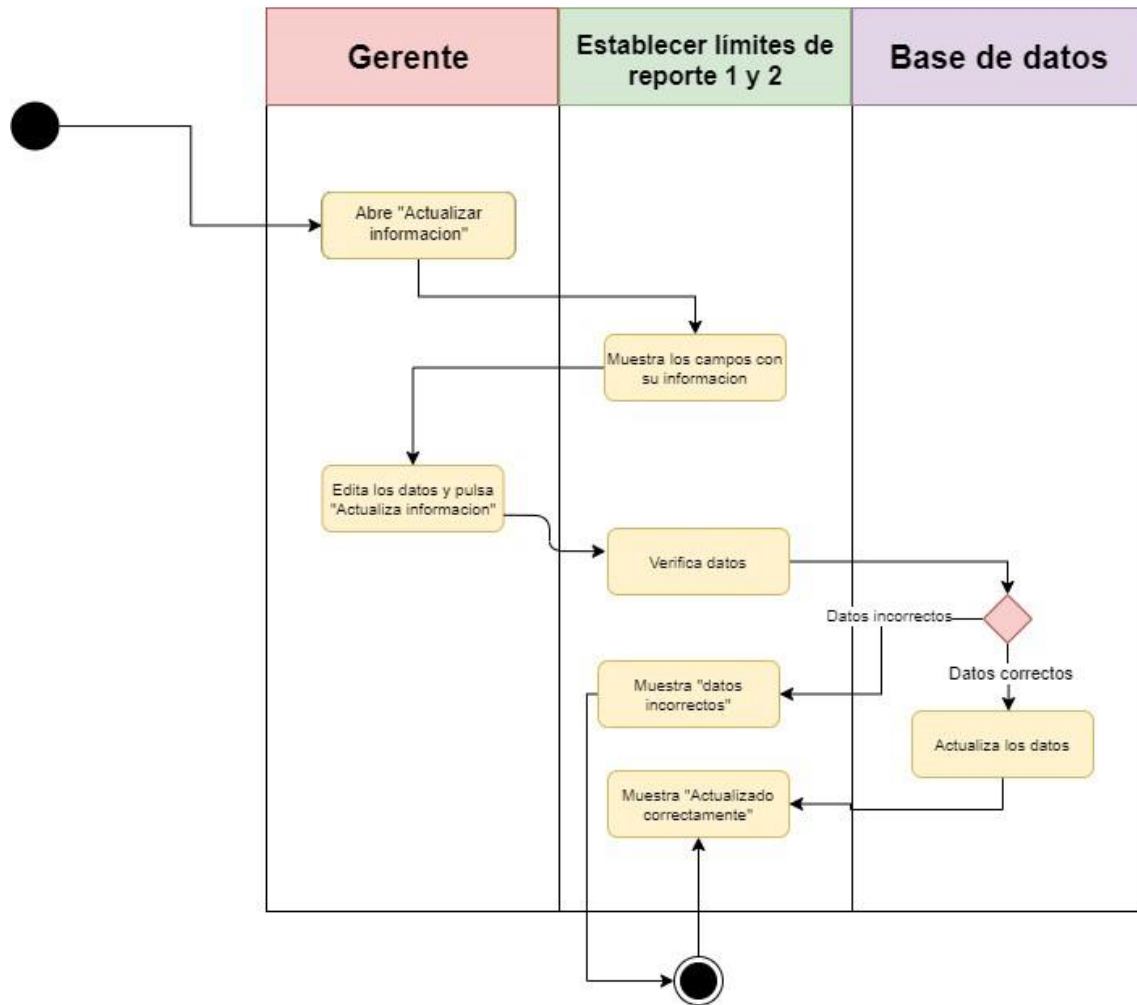 Gerente
Establecer límites de
reporte 1 y 2
Base de datos
Abre "Actualizar
informacion"
Muestra los campos con
su informacion
Edita los datos y pulsa
"Actualiza informacion"
Verifica datos
Datos incorrectos
Datos correctos
Muestra "datos
incorrectos"
Actualiza los datos
Muestra "Actualizado
correctamente"